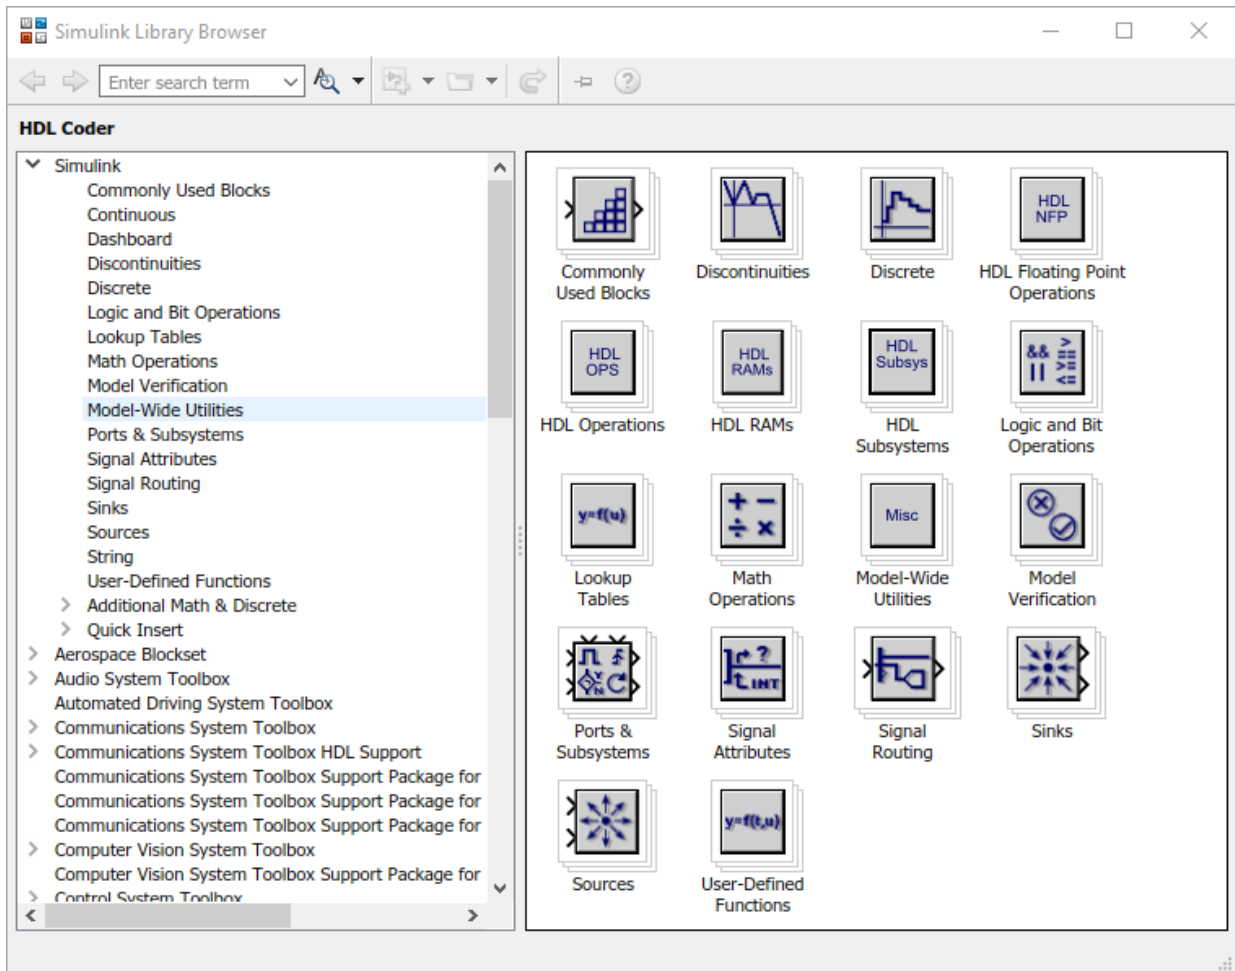 Simulink Library Browser
Enter search term
HDL Coder
Simulink
Commonly Used Blocks
Continuous
Dashboard
Discontinuities
Discrete
Logic and Bit Operations
Lookup Tables
Math Operations
Model Verification
Model-Wide Utilities
Ports & Subsystems
Signal Attributes
Signal Routing
Sinks
Sources
String
User-Defined Functions
Additional Math & Discrete
Quick Insert
Aerospace Blockset
Audio System Toolbox
Automated Driving System Toolbox
Communications System Toolbox
Communications System Toolbox HDL Support
Communications System Toolbox Support Package for
Communications System Toolbox Support Package for
Communications System Toolbox Support Package for
Computer Vision System Toolbox
Computer Vision System Toolbox Support Package for
Control System Toolbox
HDL
NFP
Commonly
Used Blocks
Discontinuities
Discrete
HDL Floating Point
Operations
HDL
OPS
HDL
RAMs
HDL
Subsys
&& > == >= <=
||
HDL Operations
HDL RAMs
HDL
Subsystems
Logic and Bit
Operations
y=f(u)
+ −
÷ ×
Misc
Lookup
Tables
Math
Operations
Model-Wide
Utilities
Model
Verification
Y
N
?
INT
Ports &
Subsystems
Signal
Attributes
Signal
Routing
Sinks
y=f(t,u)
Sources
User-Defined
Functions